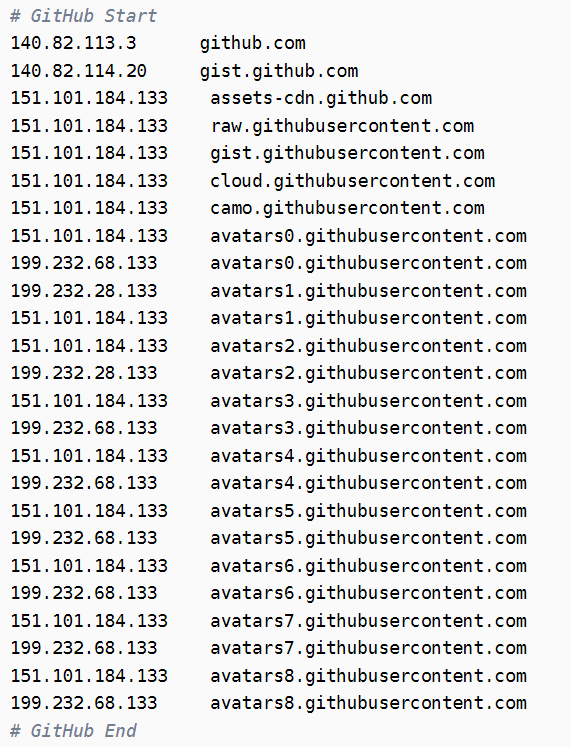 # GitHub Start
140.82.113.3      github.com
140.82.114.20     gist.github.com
151.101.184.133    assets-cdn.github.com
151.101.184.133    raw.githubusercontent.com
151.101.184.133    gist.githubusercontent.com
151.101.184.133    cloud.githubusercontent.com
151.101.184.133    camo.githubusercontent.com
151.101.184.133    avatars0.githubusercontent.com
199.232.68.133     avatars0.githubusercontent.com
199.232.28.133     avatars1.githubusercontent.com
151.101.184.133    avatars1.githubusercontent.com
151.101.184.133    avatars2.githubusercontent.com
199.232.28.133     avatars2.githubusercontent.com
151.101.184.133    avatars3.githubusercontent.com
199.232.68.133     avatars3.githubusercontent.com
151.101.184.133    avatars4.githubusercontent.com
199.232.68.133     avatars4.githubusercontent.com
151.101.184.133    avatars5.githubusercontent.com
199.232.68.133     avatars5.githubusercontent.com
151.101.184.133    avatars6.githubusercontent.com
199.232.68.133     avatars6.githubusercontent.com
151.101.184.133    avatars7.githubusercontent.com
199.232.68.133     avatars7.githubusercontent.com
151.101.184.133    avatars8.githubusercontent.com
199.232.68.133     avatars8.githubusercontent.com
# GitHub End